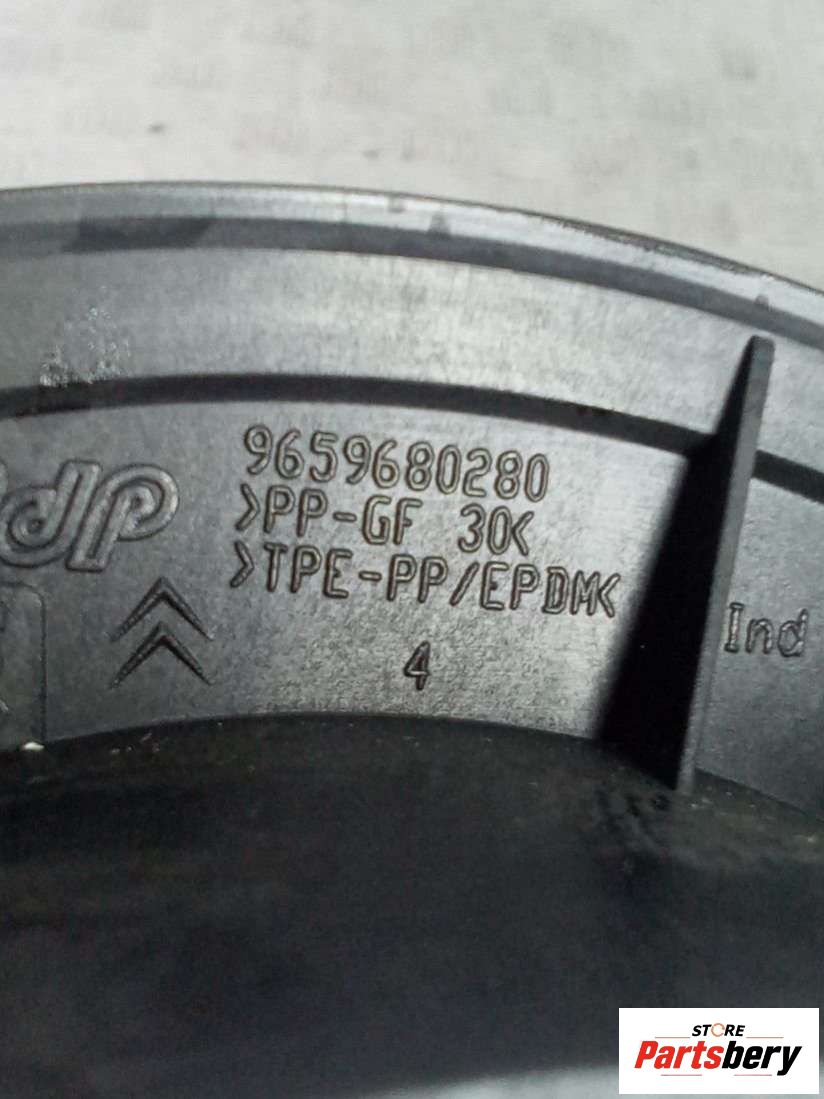 9659680280
>PP-GF 30<
>TPE-PP/EPDM<
4
Ind
STORE
Partsbery